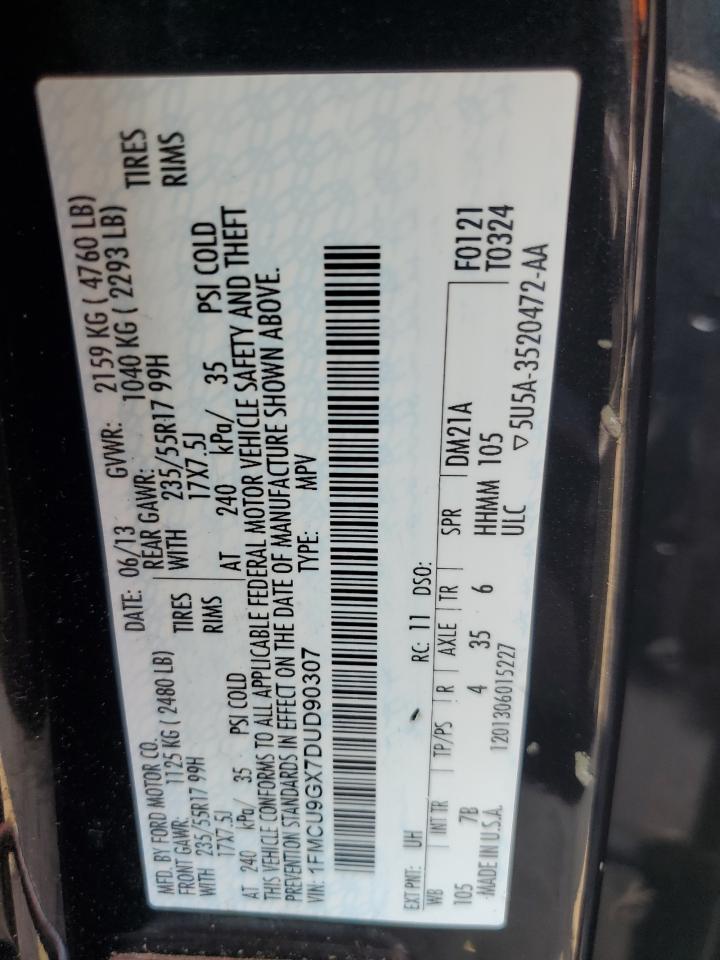 MFD. BY FORD MOTOR CO. DATE: 06/13 GVWR: 2159 KG ( 4760 LB)
FRONT GAWR: 1125 KG ( 2480 LB) REAR GAWR: 1040 KG ( 2293 LB)
WITH 235/55R17 99H TIRES WITH 235/55R17 99H TIRES
17X7.5J RIMS 17X7.5J RIMS
AT 240 kPa/ 35 PSI COLD AT 240 kPa/ 35 PSI COLD
THIS VEHICLE CONFORMS TO ALL APPLICABLE FEDERAL MOTOR VEHICLE SAFETY AND THEFT
PREVENTION STANDARDS IN EFFECT ON THE DATE OF MANUFACTURE SHOWN ABOVE.
VIN: 1FMCU9GX7DUD90307 TYPE: MPV
EXT PNT: UH RC: 11 DSO:
WB INT TR TP/PS R AXLE TR SPR DM21A F0121
105 7B 4 35 6 HHMM 105 T0324
MADE IN U.S.A. 1201306015227 ULC ▽5U5A-3520472-AA